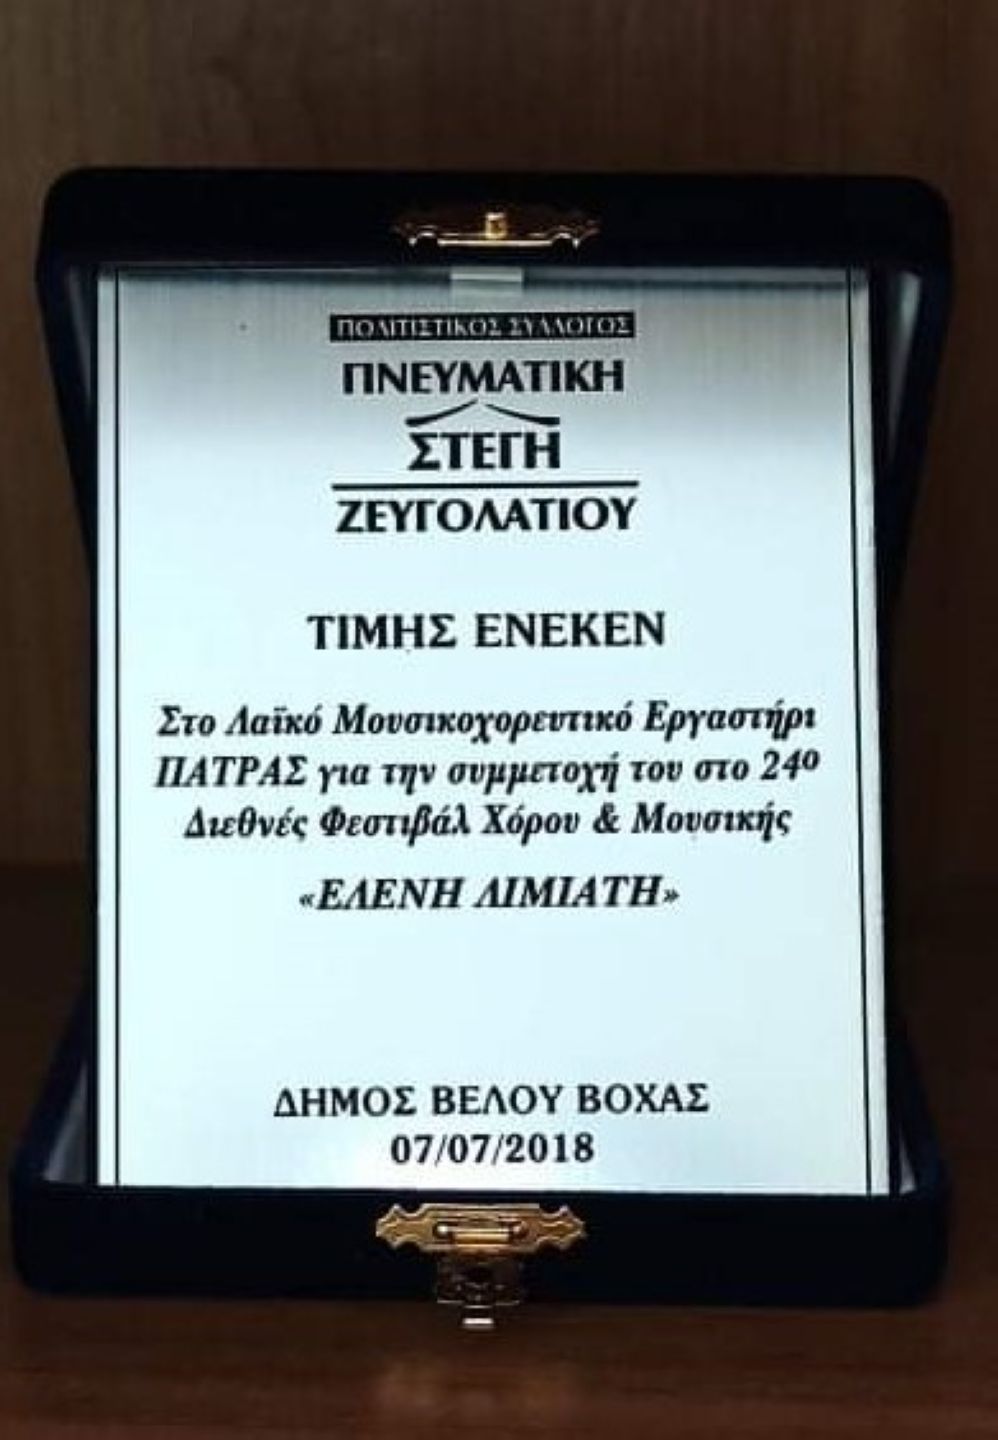 ΠΟΛΙΤΙΣΤΙΚΟΣ ΣΥΛΛΟΓΟΣ
ΠΝΕΥΜΑΤΙΚΗ
ΣΤΕΓΗ
ΖΕΥΓΟΛΑΤΙΟΥ
ΤΙΜΗΣ ΕΝΕΚΕΝ
Στο Λαϊκό Μουσικοχορευτικό Εργαστήρι
ΠΑΤΡΑΣ για την συμμετοχή του στο 24º
Διεθνές Φεστιβάλ Χόρου & Μουσικής
«ΕΛΕΝΗ ΛΙΜΙΑΤΗ»
ΔΗΜΟΣ ΒΕΛΟΥ ΒΟΧΑΣ
07/07/2018